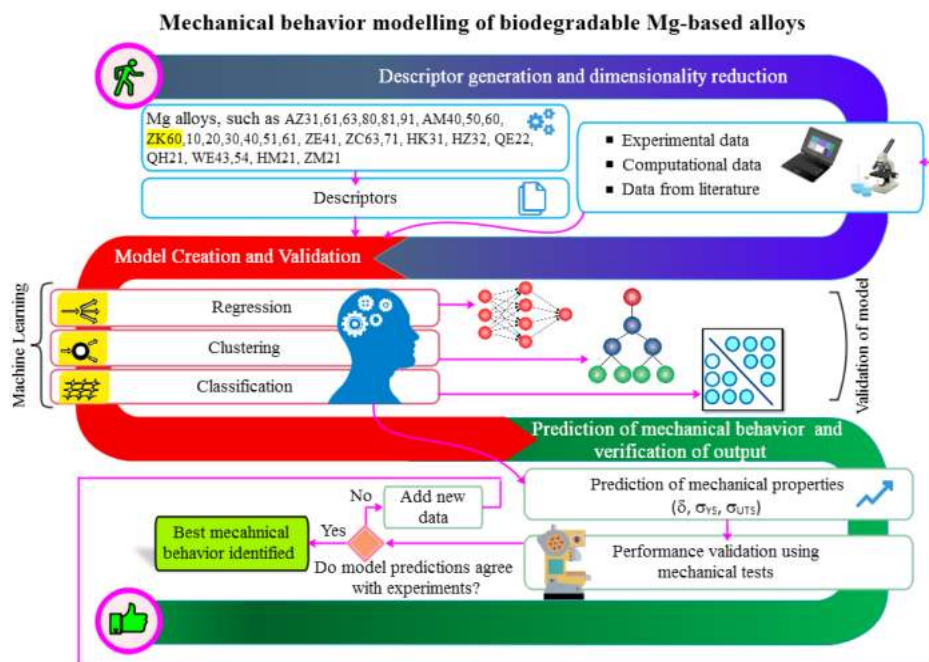 Mechanical behavior modelling of biodegradable Mg-based alloys
Descriptor generation and dimensionality reduction
Mg alloys, such as AZ31,61,63,80,81,91, AM40,50,60,
ZK60,10,20,30,40,51,61, ZE41, ZC63,71, HK31, HZ32, QE22,
QH21, WE43,54, HM21, ZM21
Descriptors
▪ Experimental data
▪ Computational data
▪ Data from literature
Model Creation and Validation
Machine Learning
Regression
Clustering
Classification
Validation of model
Prediction of mechanical behavior and
verification of output
Prediction of mechanical properties
(δ, σYS, σUTS)
Performance validation using
mechanical tests
Do model predictions agree
with experiments?
No
Add new
data
Yes
Best mecahnical
behavior identified